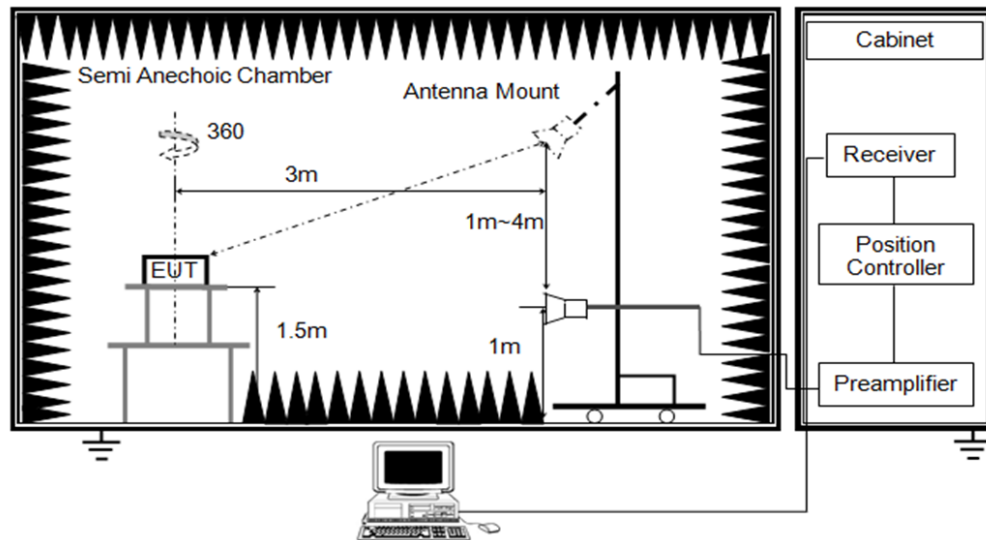 Semi Anechoic Chamber
Antenna Mount
360
3m
1m~4m
EUT
1.5m
1m
Cabinet
Receiver
Position
Controller
Preamplifier